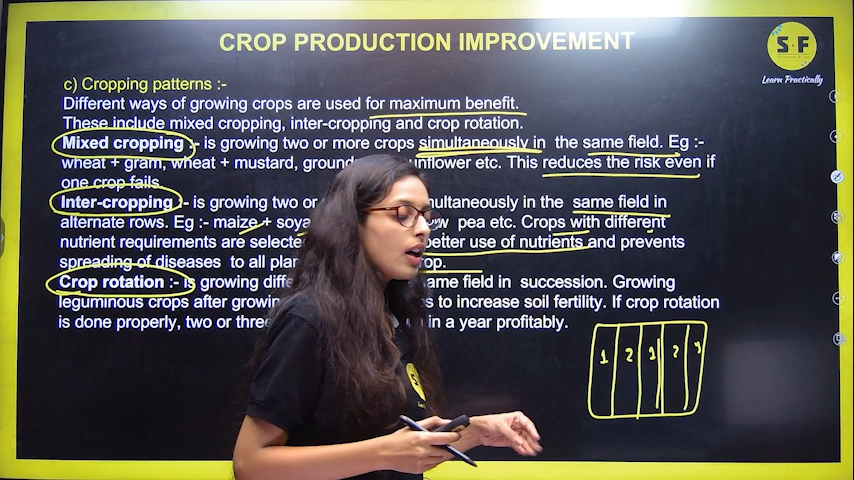 CROP PRODUCTION IMPROVEMENT
S F
Learn Practically
c) Cropping patterns :-
Different ways of growing crops are used for maximum benefit.
These include mixed cropping, inter-cropping and crop rotation.
Mixed cropping :- is growing two or more crops simultaneously in the same field. Eg :-
wheat + gram, wheat + mustard, ground unflower etc. This reduces the risk even if
one crop fails.
Inter-cropping :- is growing two or multaneously in the same field in
alternate rows. Eg :- maize + soya pea etc. Crops with different
nutrient requirements are selecte better use of nutrients and prevents
spreading of diseases to all plan op.
Crop rotation :- is growing diffe ame field in succession. Growing
leguminous crops after growin s to increase soil fertility. If crop rotation
is done properly, two or three n in a year profitably.
1 2 1